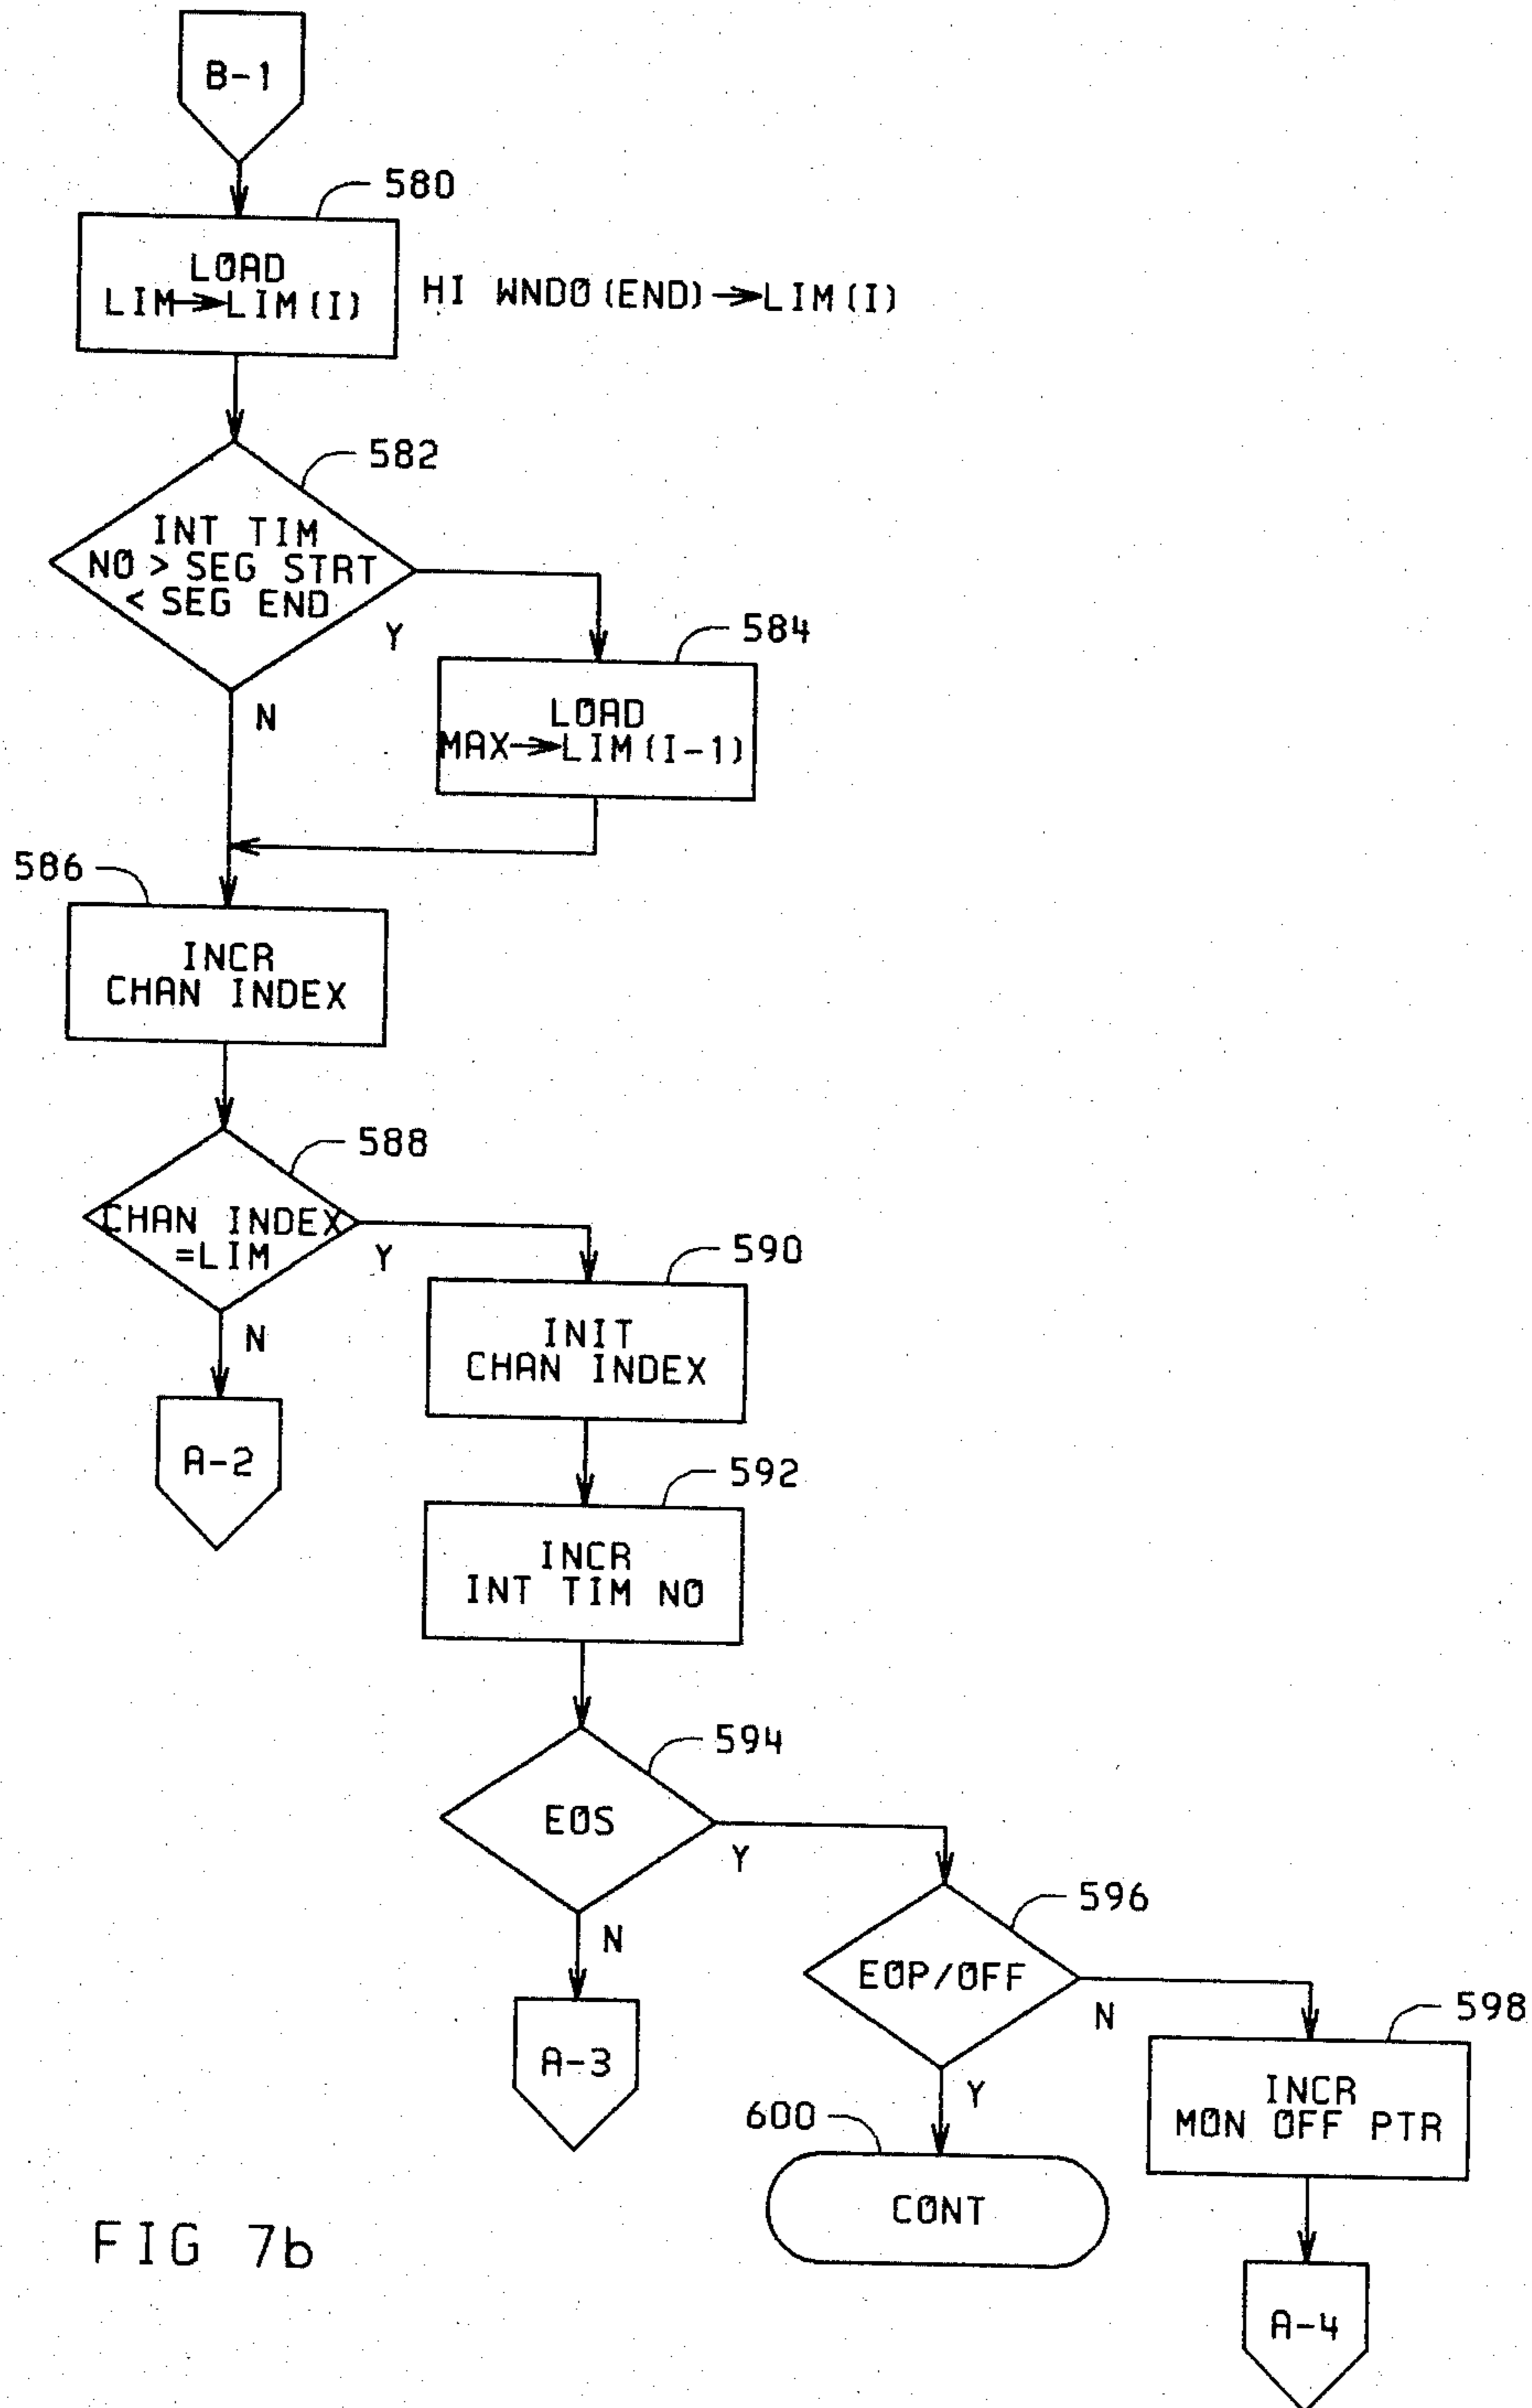 B-1
580
LOAD
LIM→LIM(I)
HI WNDO(END)→LIM(I)
582
INT TIM
NO > SEG STRT
< SEG END
Y
N
584
LOAD
MAX→LIM(I-1)
586
INCR
CHAN INDEX
588
CHAN INDEX
=LIM
Y
N
A-2
590
INIT
CHAN INDEX
592
INCR
INT TIM NO
594
EOS
Y
N
A-3
596
EOP/OFF
N
Y
598
INCR
MON OFF PTR
600
CONT
A-4
FIG 7b